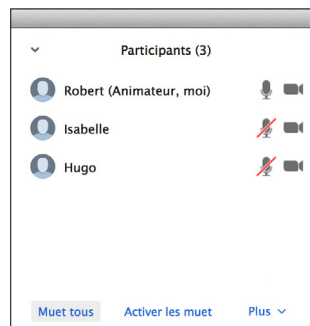 Participants (3)
Robert (Animateur, moi)
Isabelle
Hugo
Muet tous Activer les muet Plus